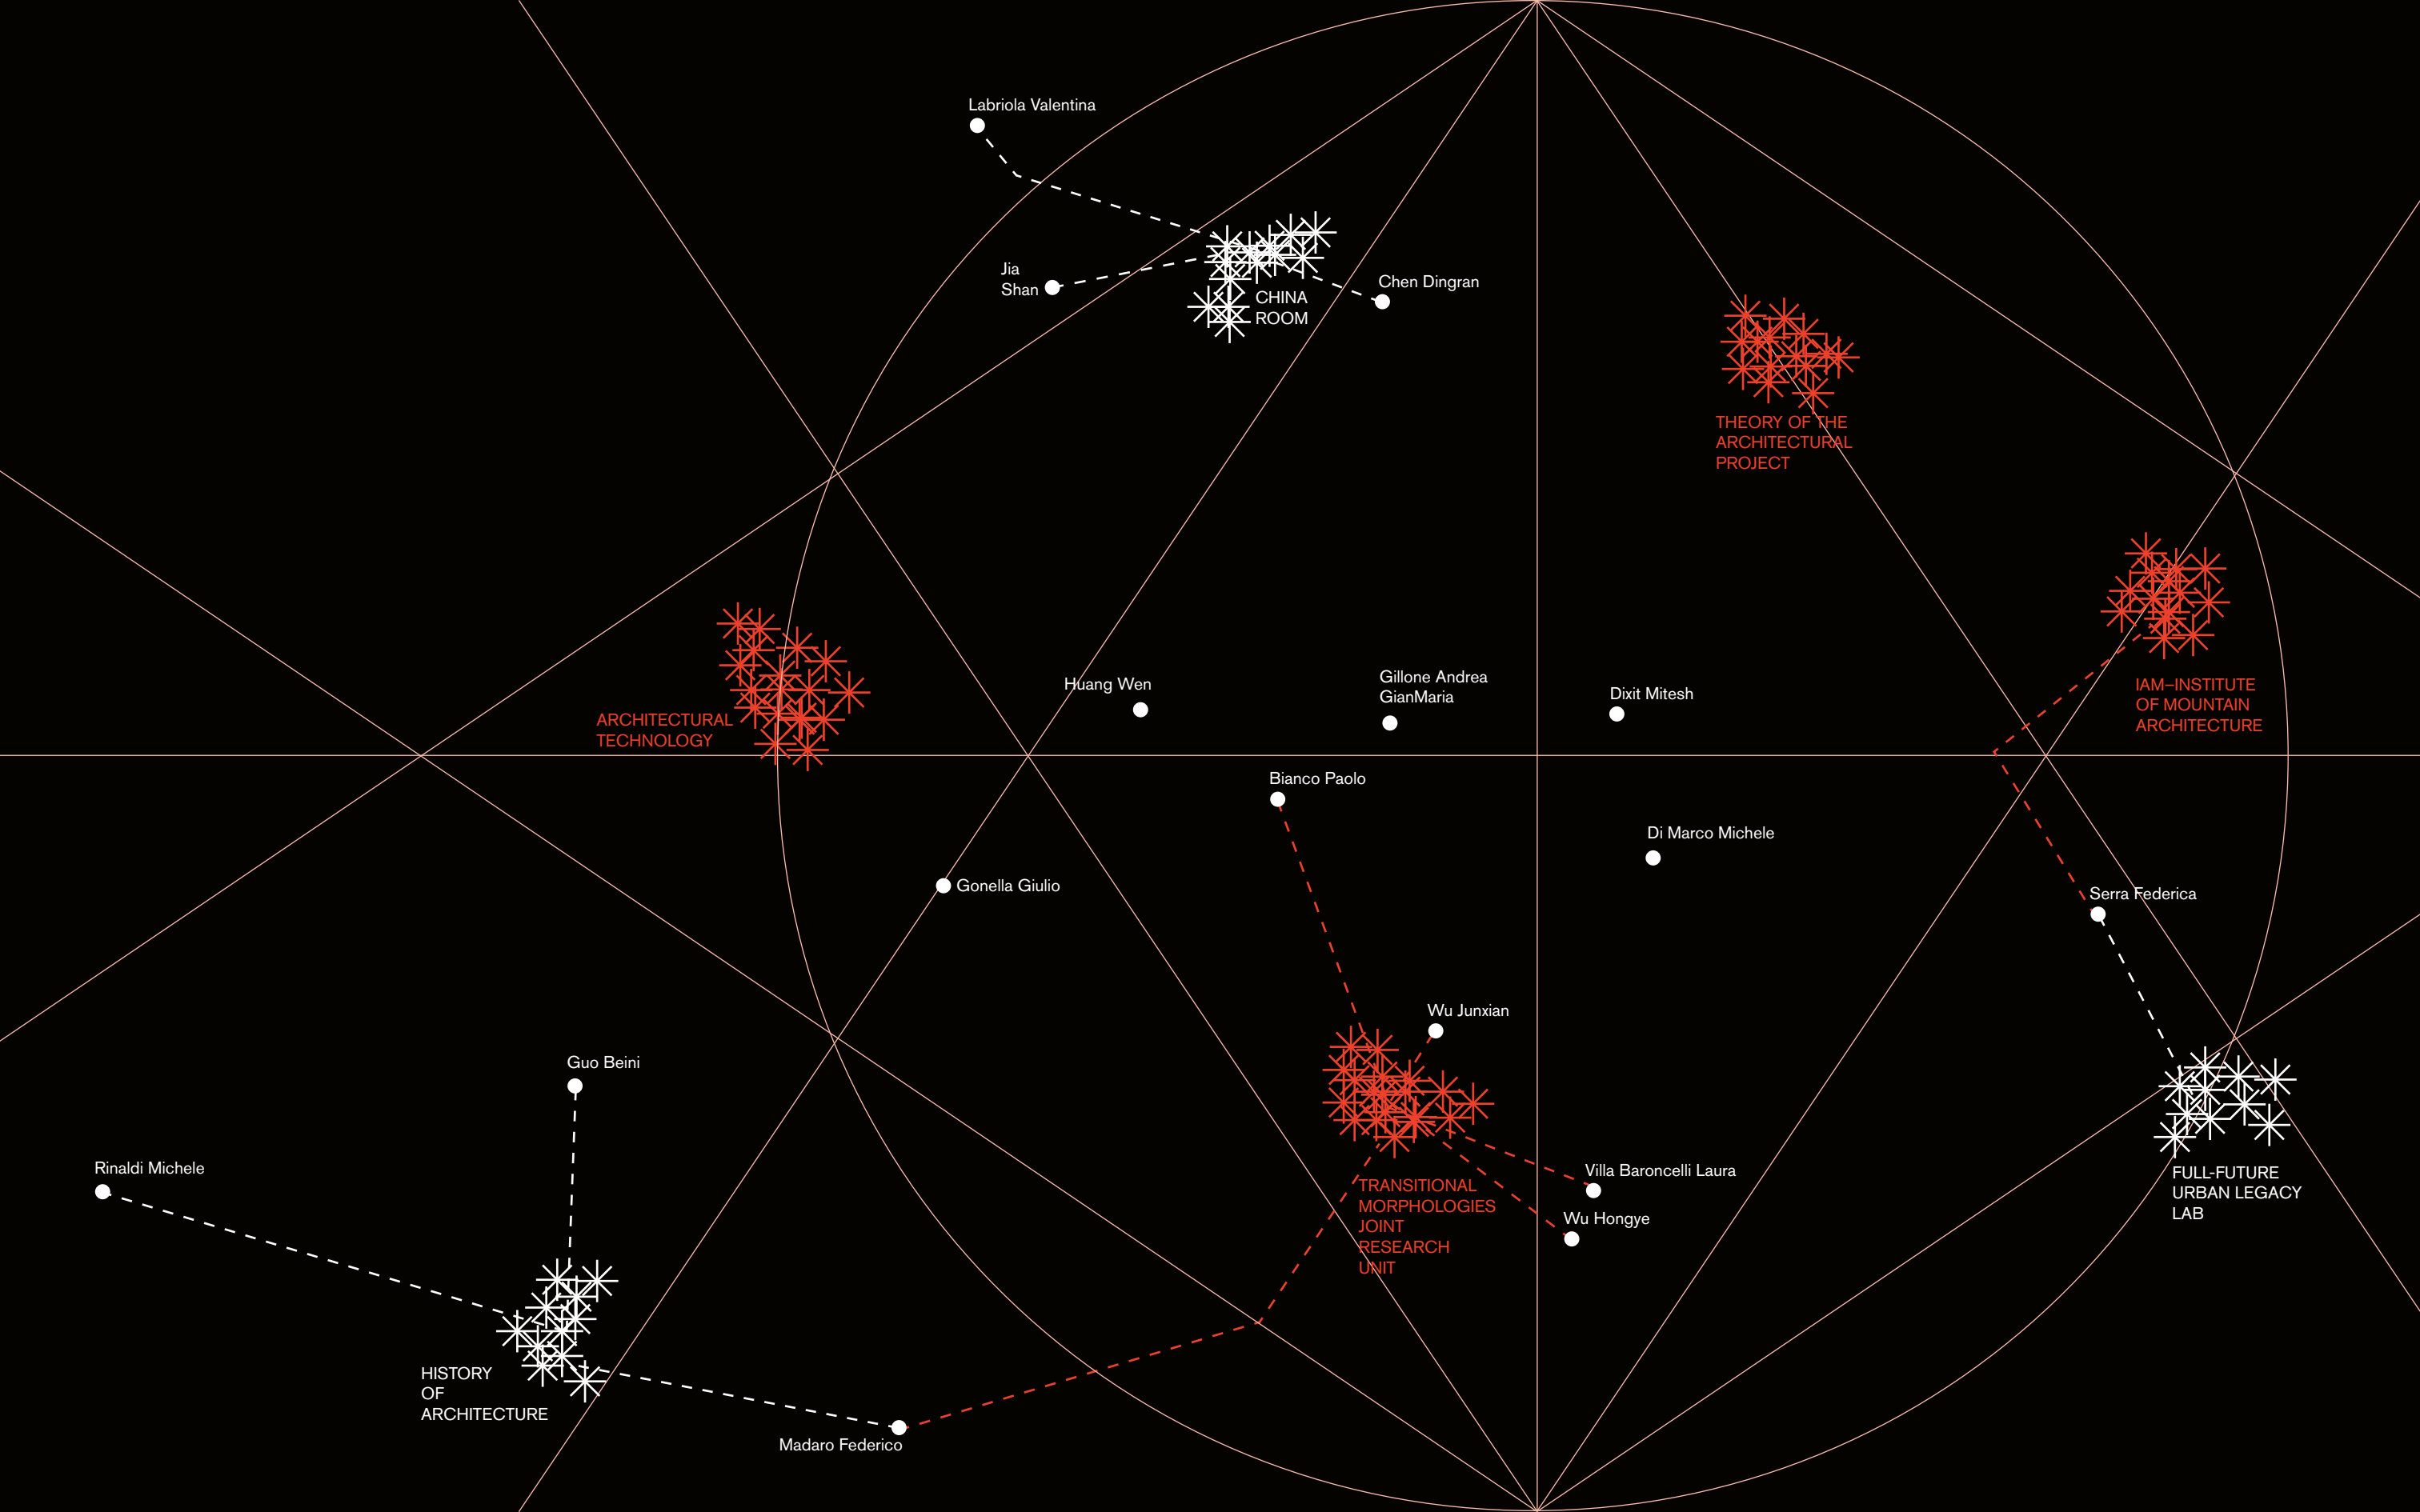 Labriola Valentina
Jia
Shan
Chen Dingran
CHINA
ROOM
THEORY OF THE
ARCHITECTURAL
PROJECT
Huang Wen
Gillone Andrea
GianMaria
Dixit Mitesh
IAM–INSTITUTE
OF MOUNTAIN
ARCHITECTURE
ARCHITECTURAL
TECHNOLOGY
Bianco Paolo
Di Marco Michele
Gonella Giulio
Serra Federica
Wu Junxian
Guo Beini
Rinaldi Michele
Villa Baroncelli Laura
Wu Hongye
TRANSITIONAL
MORPHOLOGIES
JOINT
RESEARCH
UNIT
FULL-FUTURE
URBAN LEGACY
LAB
HISTORY
OF
ARCHITECTURE
Madaro Federico